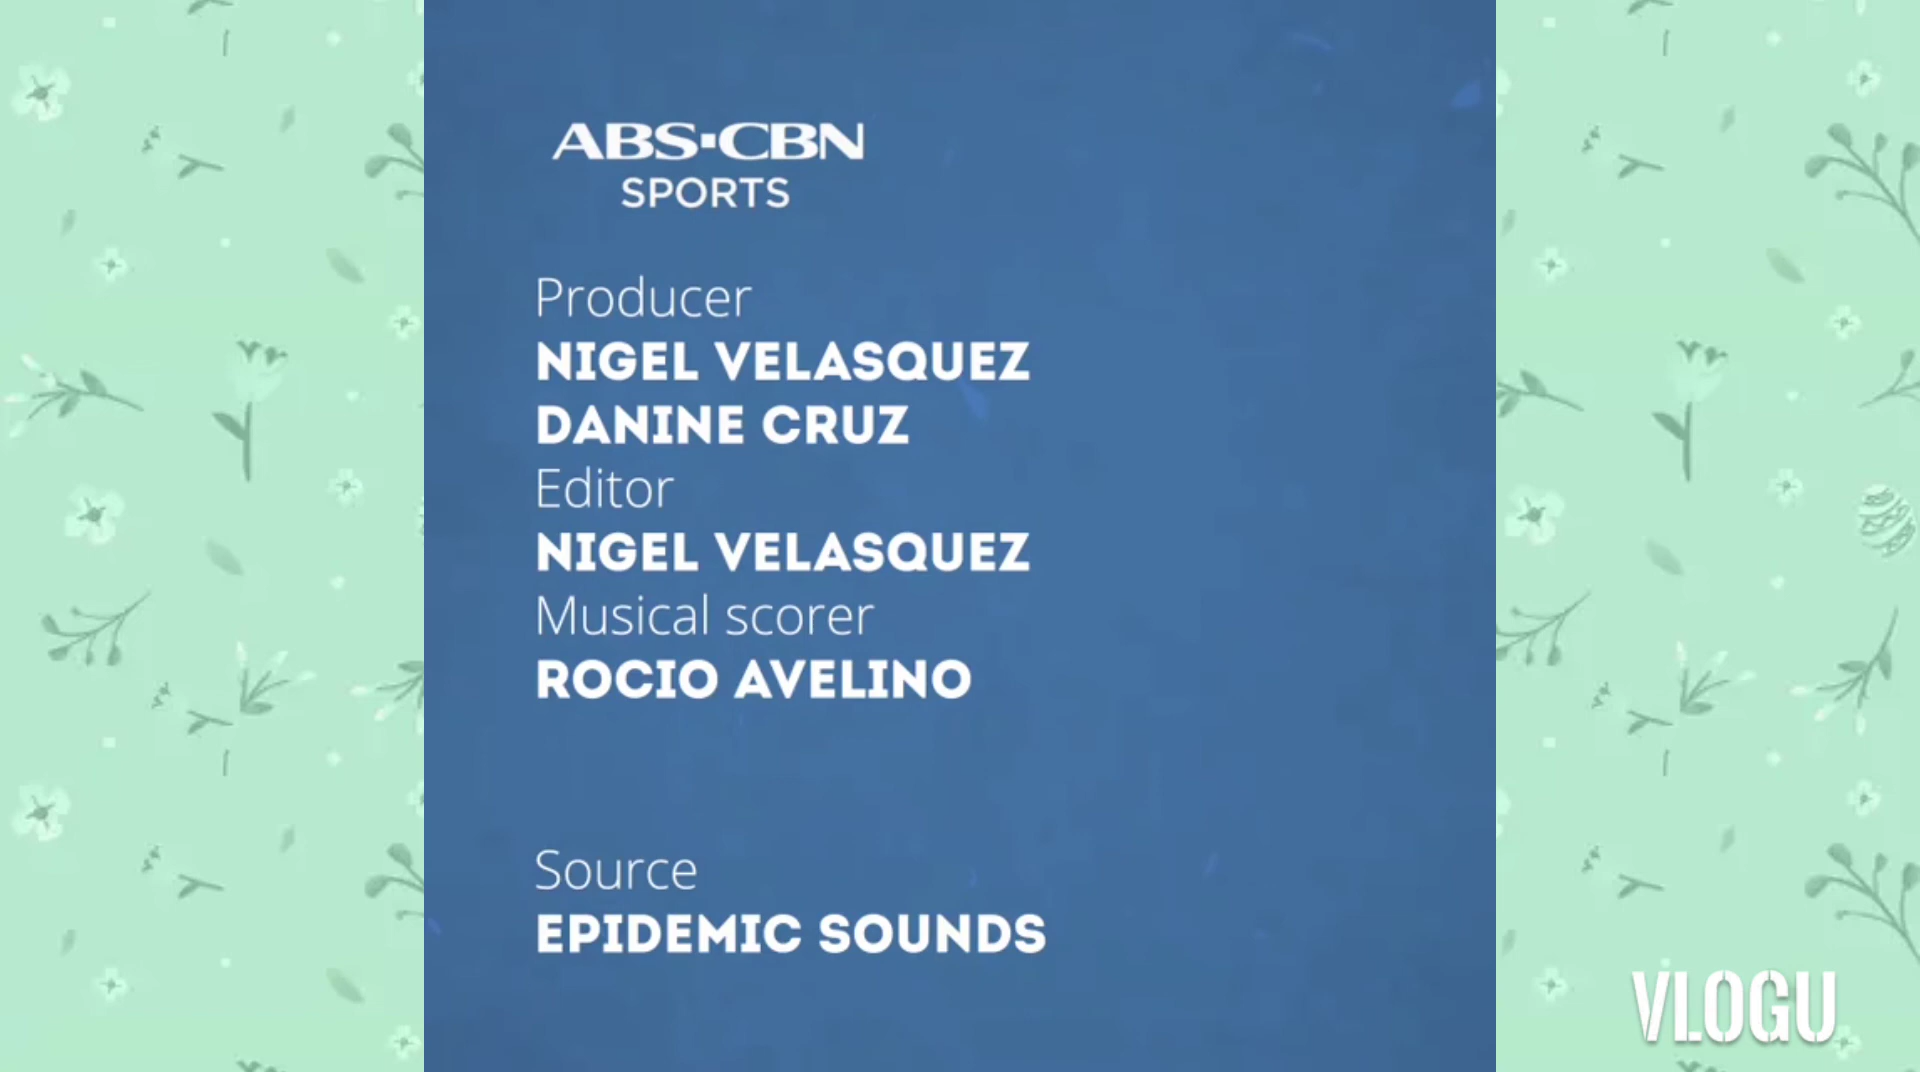 ABS-CBN
SPORTS
Producer
NIGEL VELASQUEZ
DANINE CRUZ
Editor
NIGEL VELASQUEZ
Musical scorer
ROCIO AVELINO
Source
EPIDEMIC SOUNDS
VLOGU